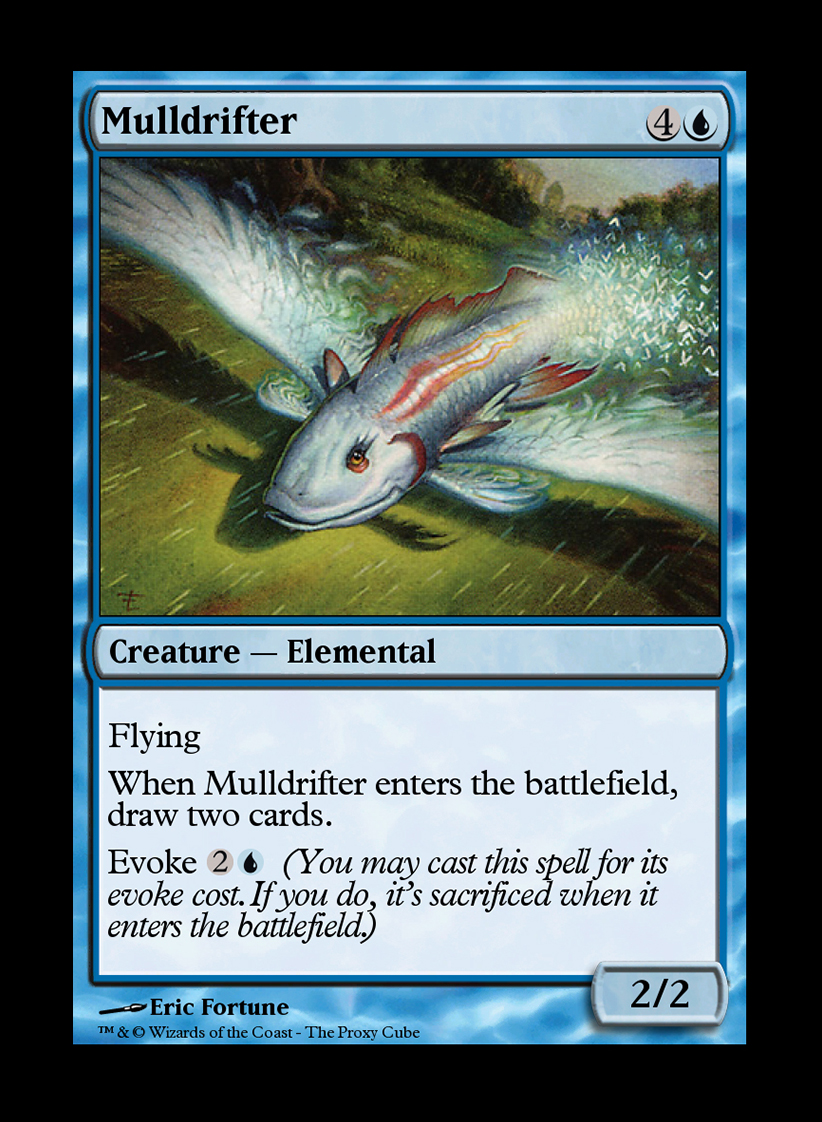 Mulldrifter 4
Creature — Elemental
Flying
When Mulldrifter enters the battlefield,
draw two cards.
Evoke 2 (You may cast this spell for its
evoke cost. If you do, it's sacrificed when it
enters the battlefield.)
2/2
Eric Fortune
™ & © Wizards of the Coast - The Proxy Cube